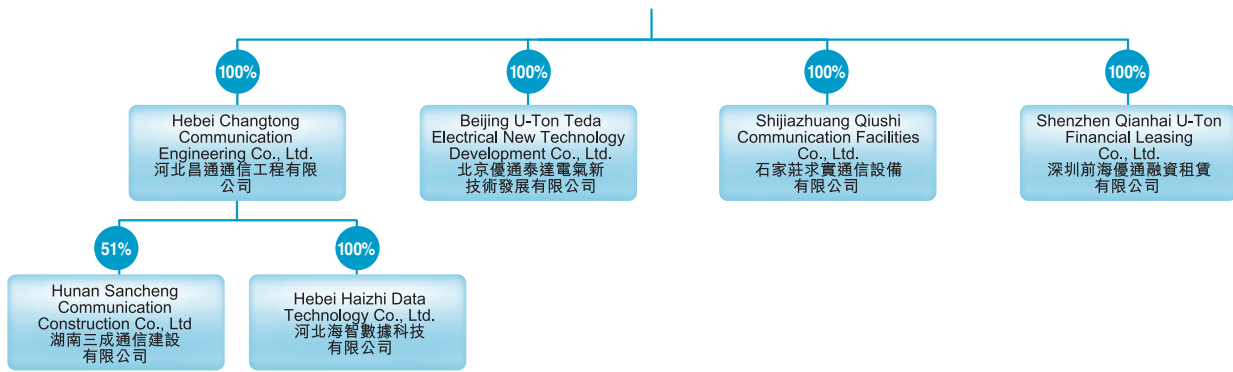 100%
100%
100%
100%
Hebei Changtong
Communication
Engineering Co., Ltd.
河北昌通通信工程有限
公司
Beijing U-Ton Teda
Electrical New Technology
Development Co., Ltd.
北京優通泰達電氣新
技術發展有限公司
Shijiazhuang Qiushi
Communication Facilities
Co., Ltd.
石家莊求實通信設備
有限公司
Shenzhen Qianhai U-Ton
Financial Leasing
Co., Ltd.
深圳前海優通融資租賃
有限公司
51%
100%
Hunan Sancheng
Communication
Construction Co., Ltd
湖南三成通信建設
有限公司
Hebei Haizhi Data
Technology Co., Ltd.
河北海智數據科技
有限公司